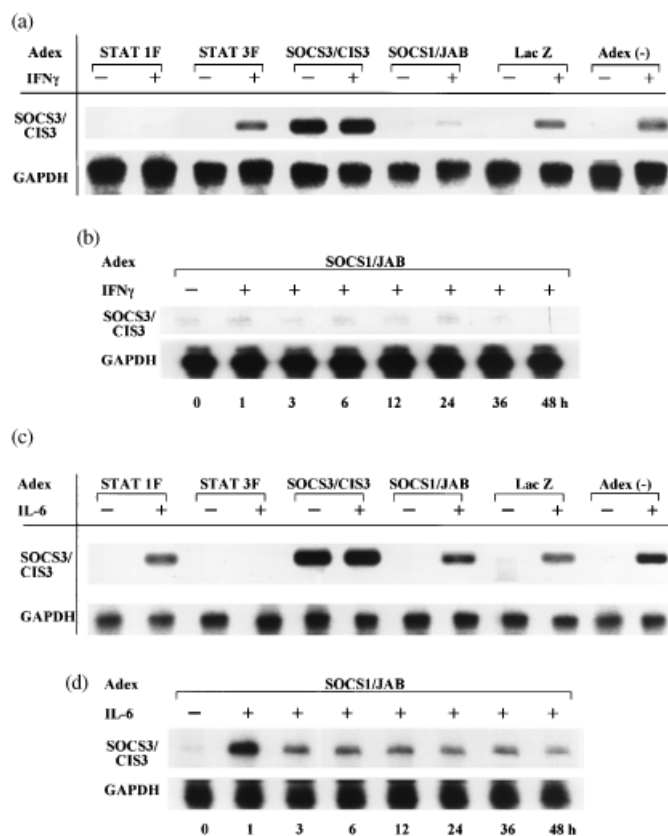 (a)
Adex STAT 1F STAT 3F SOCS3/CIS3 SOCS1/JAB Lac Z Adex (-)
IFNγ − + − + − + − + − + − +
SOCS3/
CIS3
GAPDH
(b)
Adex SOCS1/JAB
IFNγ − + + + + + + +
SOCS3/
CIS3
GAPDH
0 1 3 6 12 24 36 48 h
(c)
Adex STAT 1F STAT 3F SOCS3/CIS3 SOCS1/JAB Lac Z Adex (-)
IL-6 − + − + − + − + − + − +
SOCS3/
CIS3
GAPDH
(d)
Adex SOCS1/JAB
IL-6 − + + + + + + +
SOCS3/
CIS3
GAPDH
0 1 3 6 12 24 36 48 h